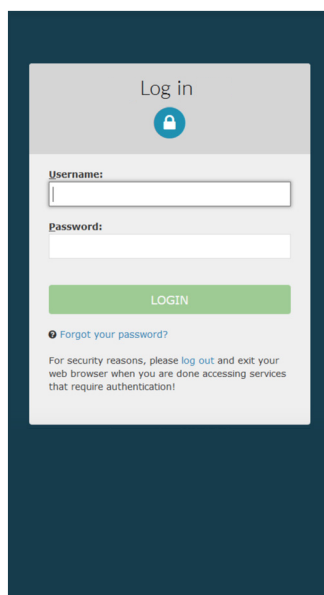 Log in
Username:
Password:
LOGIN
Forgot your password?
For security reasons, please log out and exit your
web browser when you are done accessing services
that require authentication!